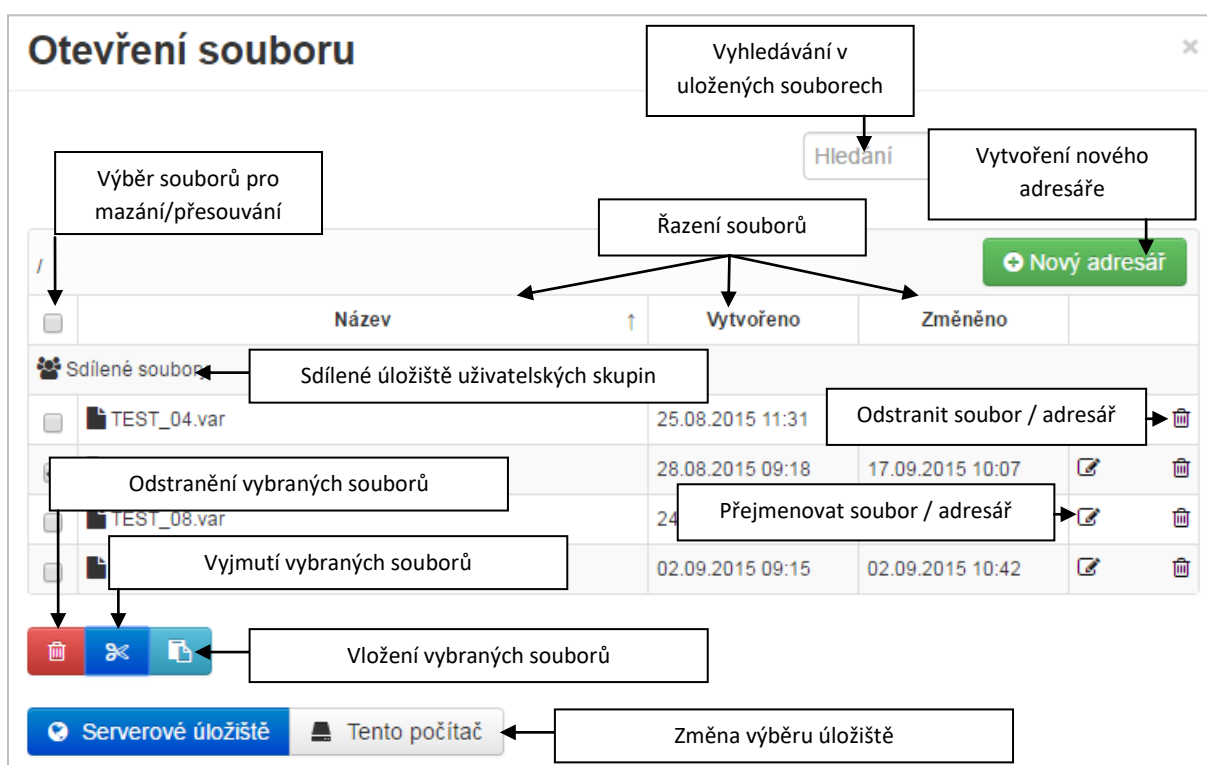 Otevření souboru
Vyhledávání v
uložených souborech
×
Hledání
Vytvoření nového
adresáře
Výběr souborů pro
mazání/přesouvání
Řazení souborů
/
Nový adresář
Název ↑ Vytvořeno Změněno
Sdílené soubory
Sdílené úložiště uživatelských skupin
TEST_04.var 25.08.2015 11:31
Odstranit soubor / adresář
28.08.2015 09:18 17.09.2015 10:07
Odstranění vybraných souborů
TEST_08.var 24
Přejmenovat soubor / adresář
Vyjmutí vybraných souborů
02.09.2015 09:15 02.09.2015 10:42
Vložení vybraných souborů
Serverové úložiště Tento počítač
Změna výběru úložiště